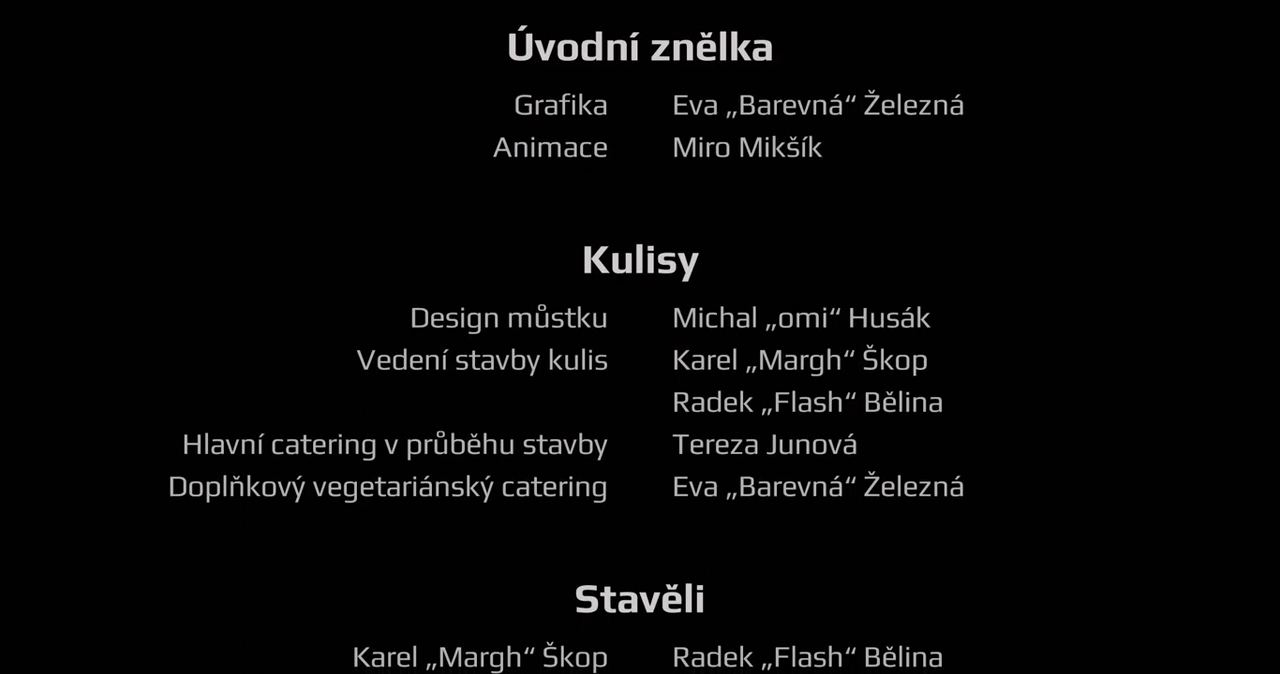 Úvodní znělka
Grafika Eva „Barevná“ Železná
Animace Miro Mikšík
Kulisy
Design můstku Michal „omi“ Husák
Vedení stavby kulis Karel „Margh“ Škop
Radek „Flash“ Bělina
Hlavní catering v průběhu stavby Tereza Junová
Doplňkový vegetariánský catering Eva „Barevná“ Železná
Stavěli
Karel „Margh“ Škop Radek „Flash“ Bělina